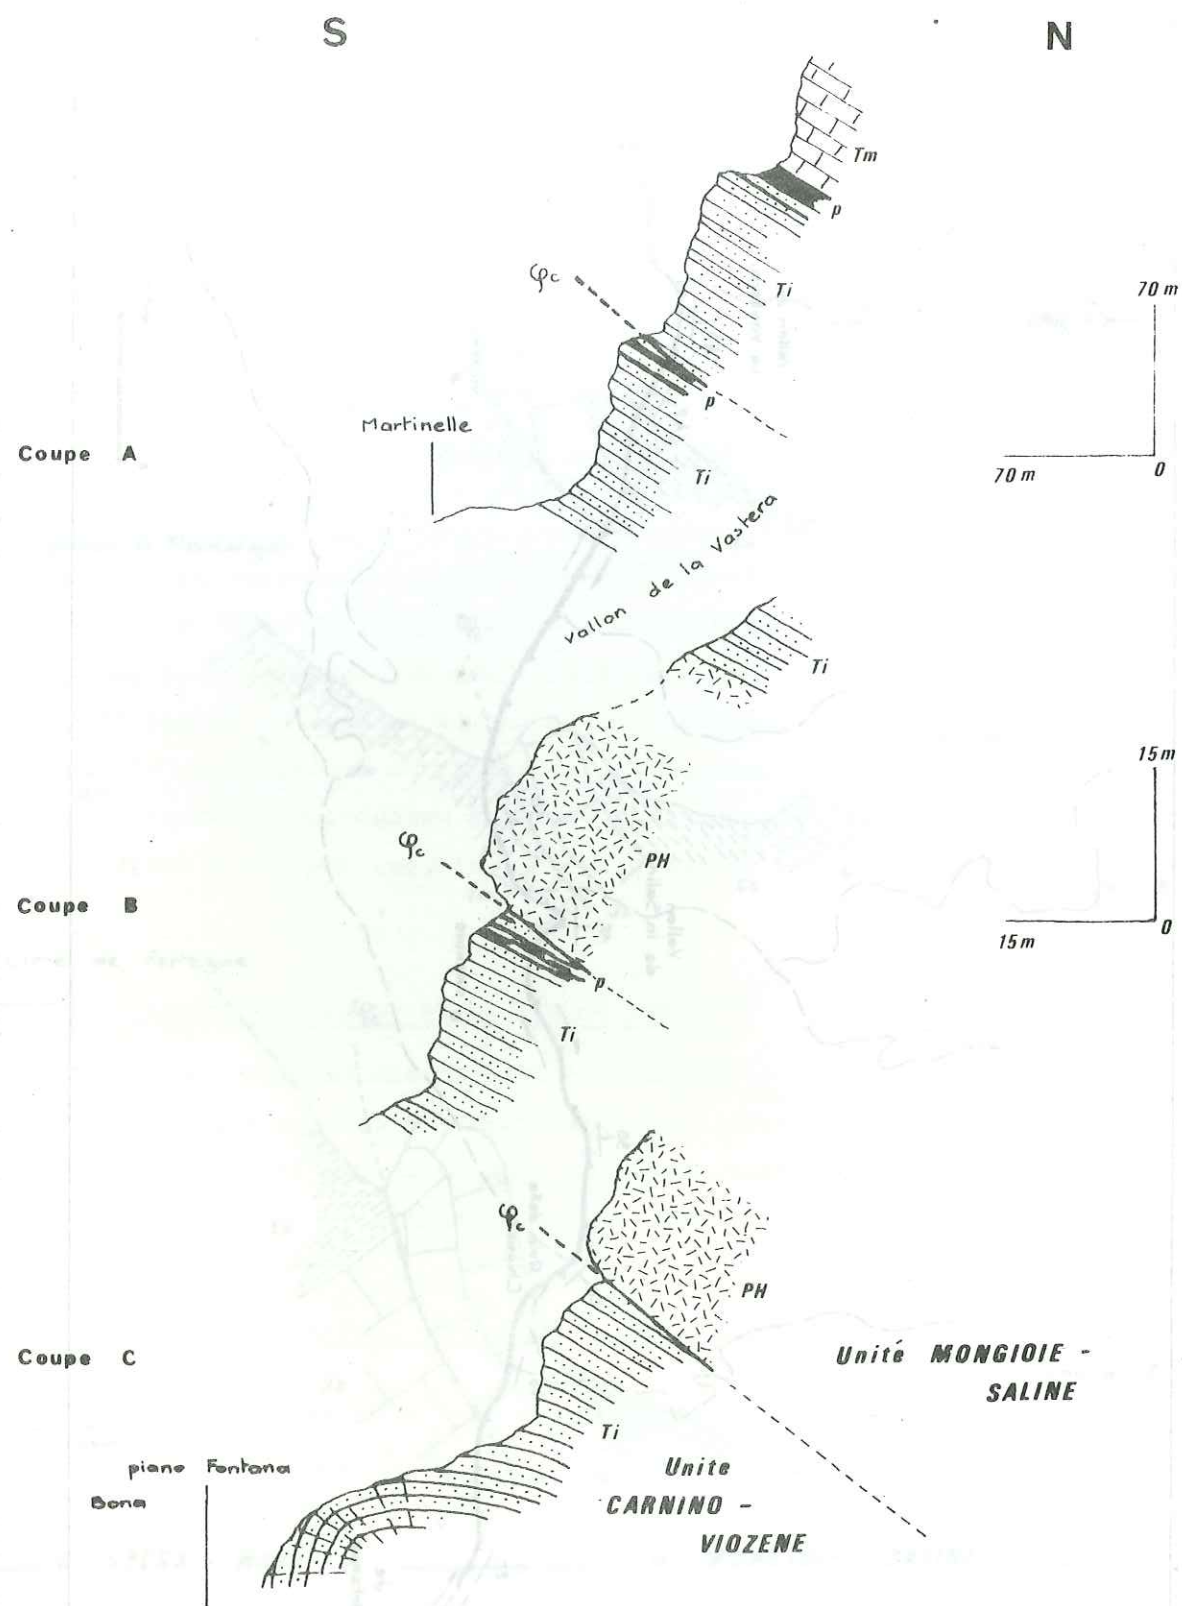 S N
Tm
p
φc
Ti
70 m
p
Martinelle
Coupe A
70 m 0
Ti
Vallon de la Vastera
Ti
15 m
φc
PH
Coupe B
15 m 0
p
Ti
φc
PH
Coupe C
Unité MONGIOIE -
SALINE
Ti
piano Fontana
Bona
Unite
CARNINO -
VIOZENE